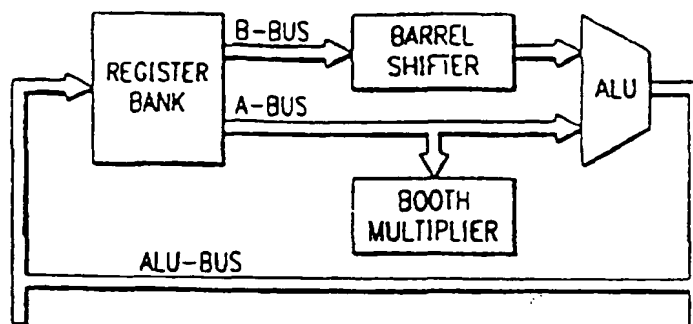 B-BUS
BARREL
SHIFTER
REGISTER
BANK
ALU
A-BUS
BOOTH
MULTIPLIER
ALU-BUS